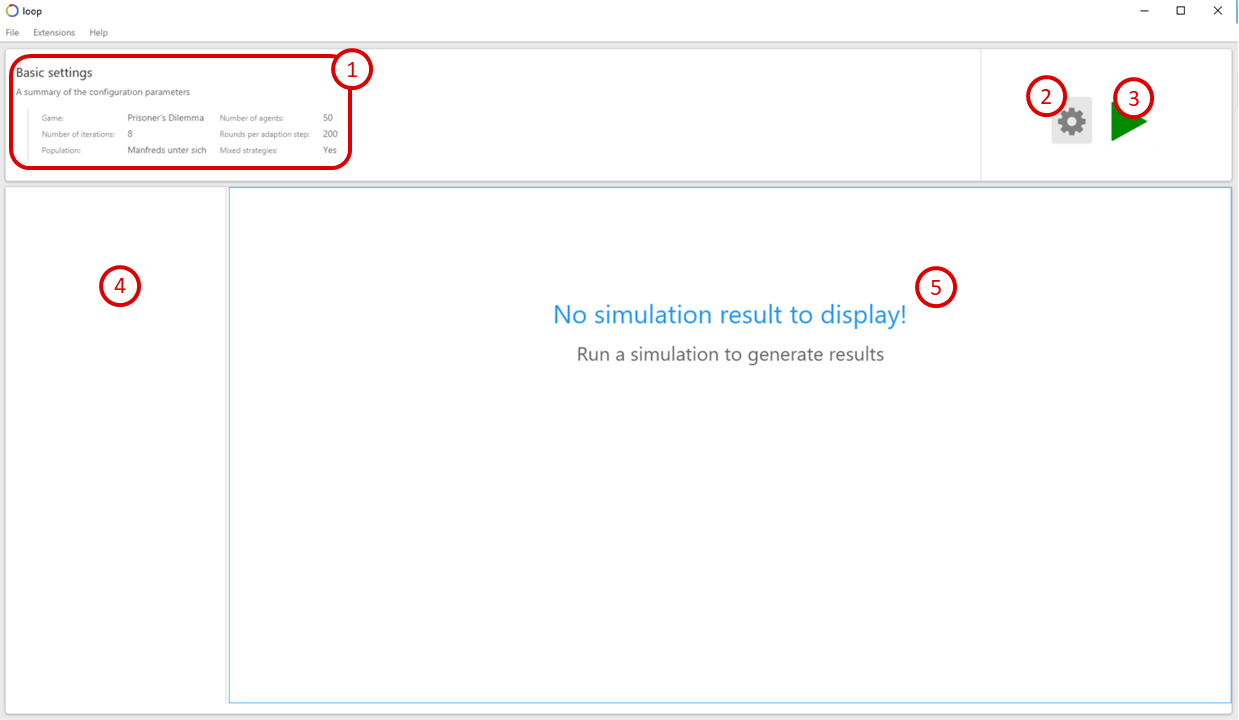 loop
File Extensions Help
1
Basic settings
A summary of the configuration parameters
Game: Prisoner's Dilemma Number of agents: 50
Number of iterations: 8 Rounds per adaption step: 200
Population: Manfreds unter sich Mixed strategies: Yes
2
3
4
5
No simulation result to display!
Run a simulation to generate results